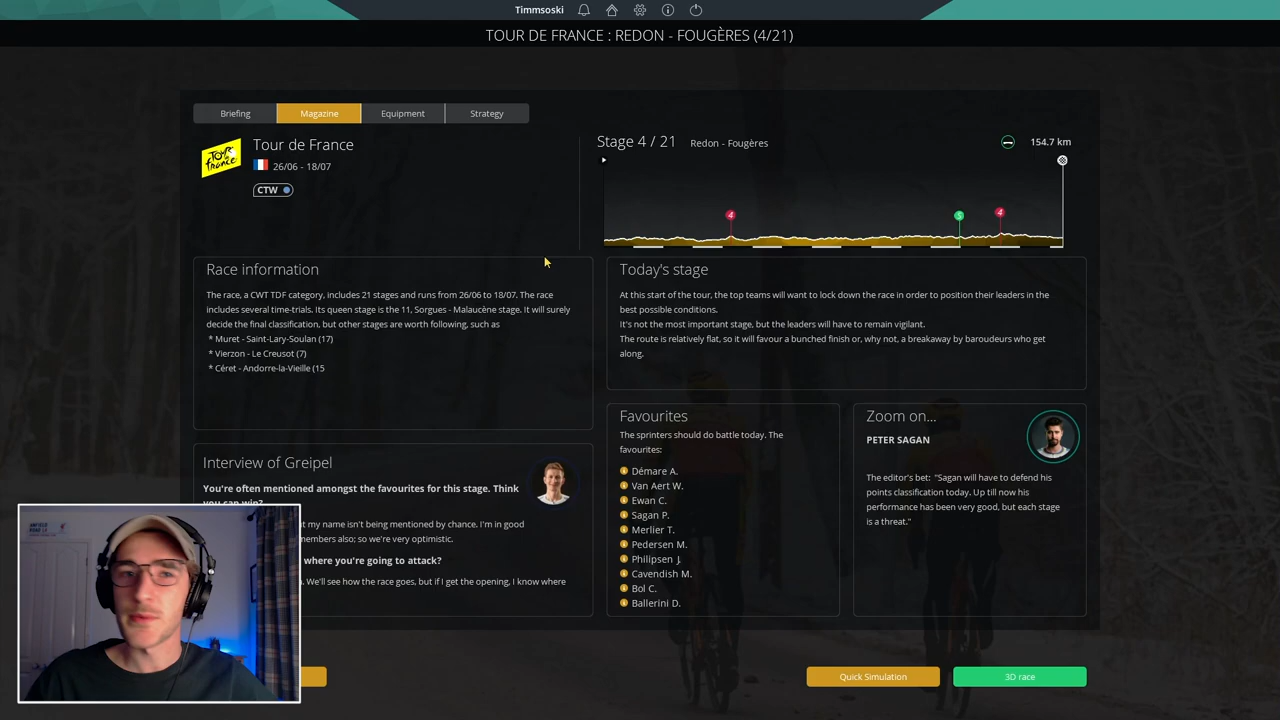 Timmsoski
TOUR DE FRANCE : REDON - FOUGÈRES (4/21)
Briefing
Magazine
Equipment
Strategy
Tour de France
26/06 - 18/07
CTW
Stage 4 / 21
Redon - Fougères
154.7 km
4
S
4
Race information
The race, a CWT TDF category, includes 21 stages and runs from 26/06 to 18/07. The race
includes several time-trials. Its queen stage is the 11, Sorgues - Malaucène stage. It will surely
decide the final classification, but other stages are worth following, such as
* Muret - Saint-Lary-Soulan (17)
* Vierzon - Le Creusot (7)
* Céret - Andorre-la-Vieille (15
Today's stage
At this start of the tour, the top teams will want to lock down the race in order to position their leaders in the
best possible conditions.
It's not the most important stage, but the leaders will have to remain vigilant.
The route is relatively flat, so it will favour a bunched finish or, why not, a breakaway by baroudeurs who get
along.
Interview of Greipel
You're often mentioned amongst the favourites for this stage. Think
you can win?
my name isn't being mentioned by chance. I'm in good
members also; so we're very optimistic.
where you're going to attack?
We'll see how the race goes, but if I get the opening, I know where
Favourites
The sprinters should do battle today. The
favourites:
Démare A.
Van Aert W.
Ewan C.
Sagan P.
Merlier T.
Pedersen M.
Philipsen J.
Cavendish M.
Bol C.
Ballerini D.
Zoom on...
PETER SAGAN
The editor's bet: "Sagan will have to defend his
points classification today. Up till now his
performance has been very good, but each stage
is a threat."
Quick Simulation
3D race